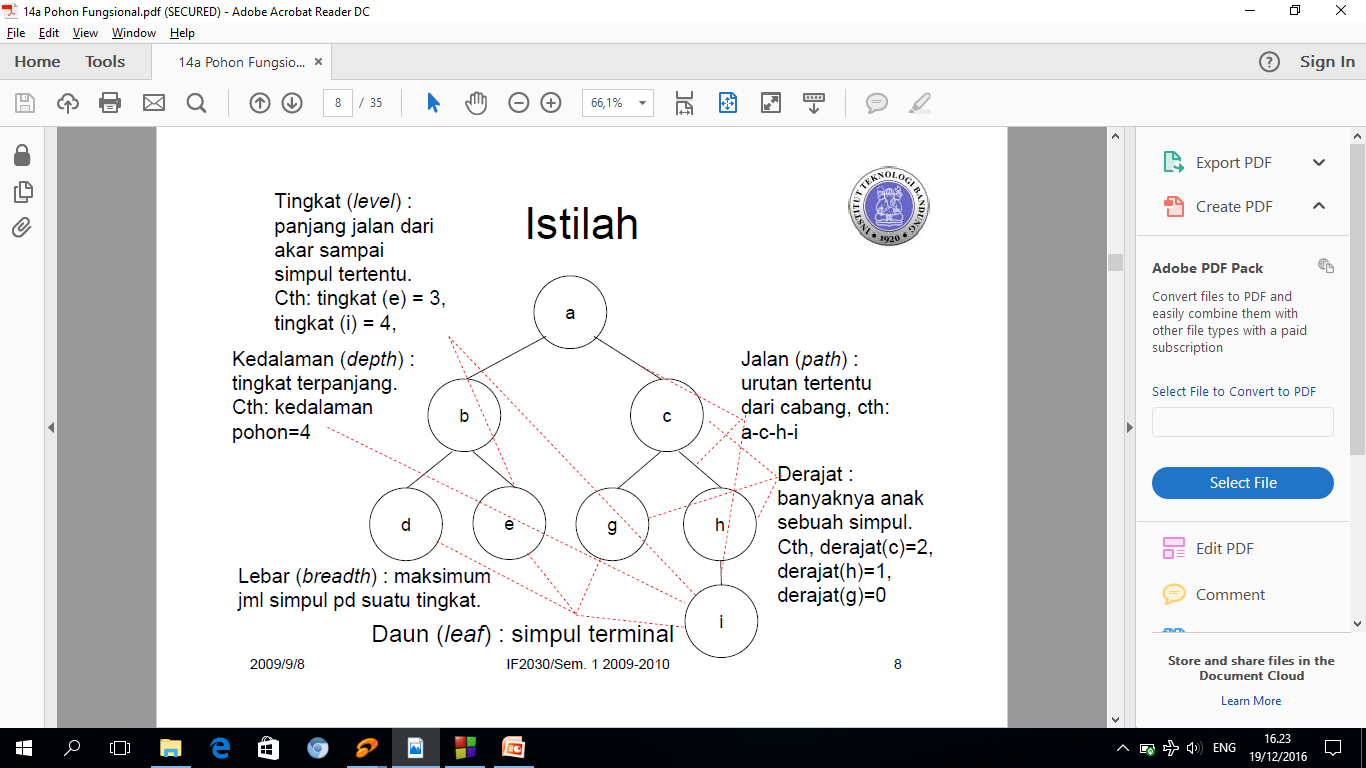 14a Pohon Fungsional.pdf (SECURED) - Adobe Acrobat Reader DC
File Edit View Window Help
Home Tools 14a Pohon Fungsio... × Sign In
8 / 35 66,1%
Tingkat (level) :
panjang jalan dari
akar sampai
simpul tertentu.
Cth: tingkat (e) = 3,
tingkat (i) = 4,
Istilah
INSTITUT TEKNOLOGI BANDUNG
1920
Kedalaman (depth) :
tingkat terpanjang.
Cth: kedalaman
pohon=4
Jalan (path) :
urutan tertentu
dari cabang, cth:
a-c-h-i
Derajat :
banyaknya anak
sebuah simpul.
Cth, derajat(c)=2,
derajat(h)=1,
derajat(g)=0
a
b c
d e g h
i
Lebar (breadth) : maksimum
jml simpul pd suatu tingkat.
Daun (leaf) : simpul terminal
2009/9/8 IF2030/Sem. 1 2009-2010 8
Export PDF
Create PDF
Adobe PDF Pack
Convert files to PDF and
easily combine them with
other file types with a paid
subscription
Select File to Convert to PDF
Select File
Edit PDF
Comment
Store and share files in the
Document Cloud
Learn More
ENG
16.23
19/12/2016